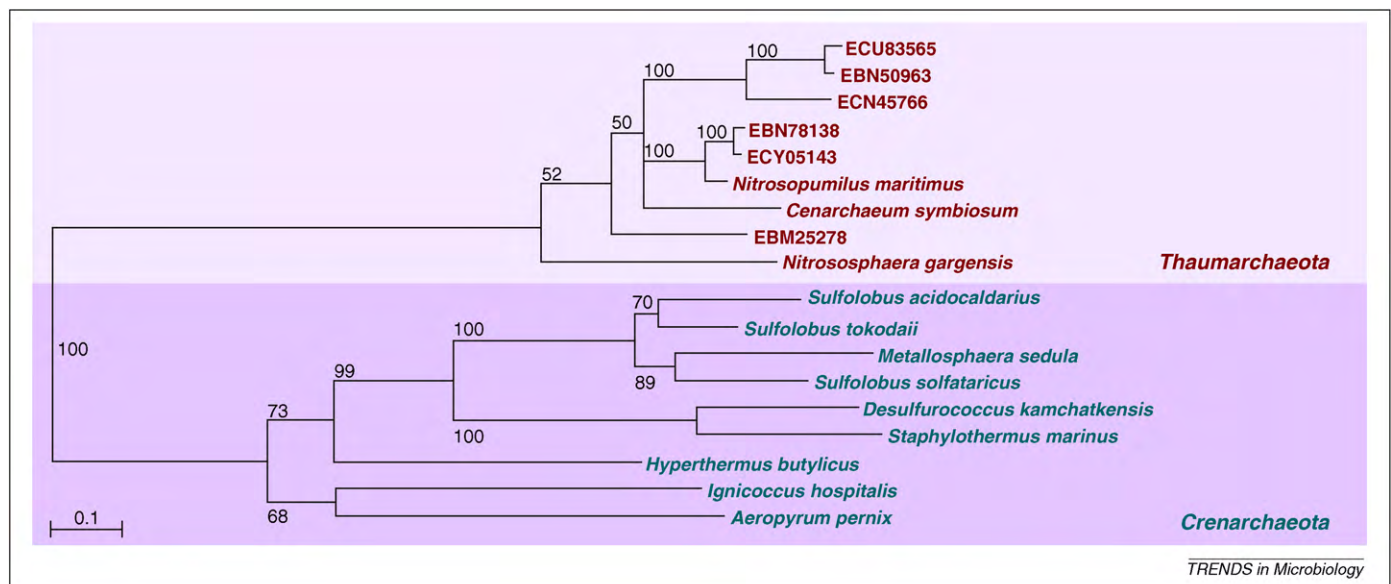 100
ECU83565
EBN50963
100
ECN45766
50
100
EBN78138
100
ECY05143
52
Nitrosopumilus maritimus
Cenarchaeum symbiosum
EBM25278
Nitrososphaera gargensis
Thaumarchaeota
100
70
Sulfolobus acidocaldarius
100
Sulfolobus tokodaii
Metallosphaera sedula
99
89
Sulfolobus solfataricus
73
Desulfurococcus kamchatkensis
100
Staphylothermus marinus
Hyperthermus butylicus
Ignicoccus hospitalis
68
Aeropyrum pernix
0.1
Crenarchaeota
TRENDS in Microbiology